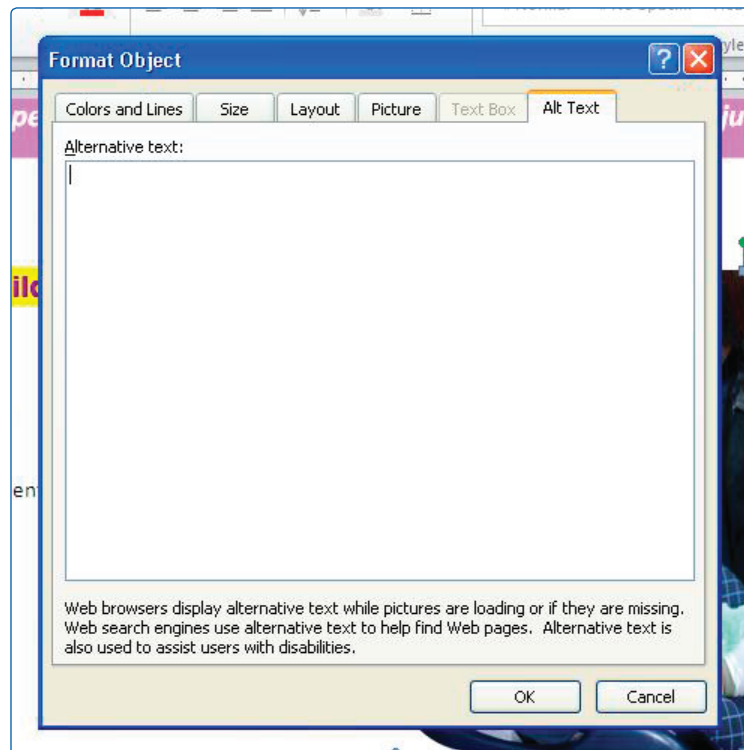 Format Object
Colors and Lines Size Layout Picture Text Box Alt Text
Alternative text:
Web browsers display alternative text while pictures are loading or if they are missing.
Web search engines use alternative text to help find Web pages. Alternative text is
also used to assist users with disabilities.
OK Cancel